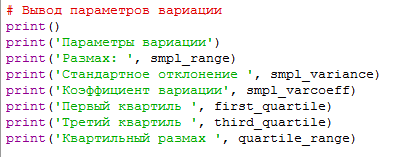 # Вывод параметров вариации
print()
print('Параметры вариации')
print('Размах: ', smpl_range)
print('Стандартное отклонение ', smpl_variance)
print('Коэффициент вариации', smpl_varcoeff)
print('Первый квартиль ', first_quartile)
print('Третий квартиль ', third_quartile)
print('Квартильный размах ', quartile_range)